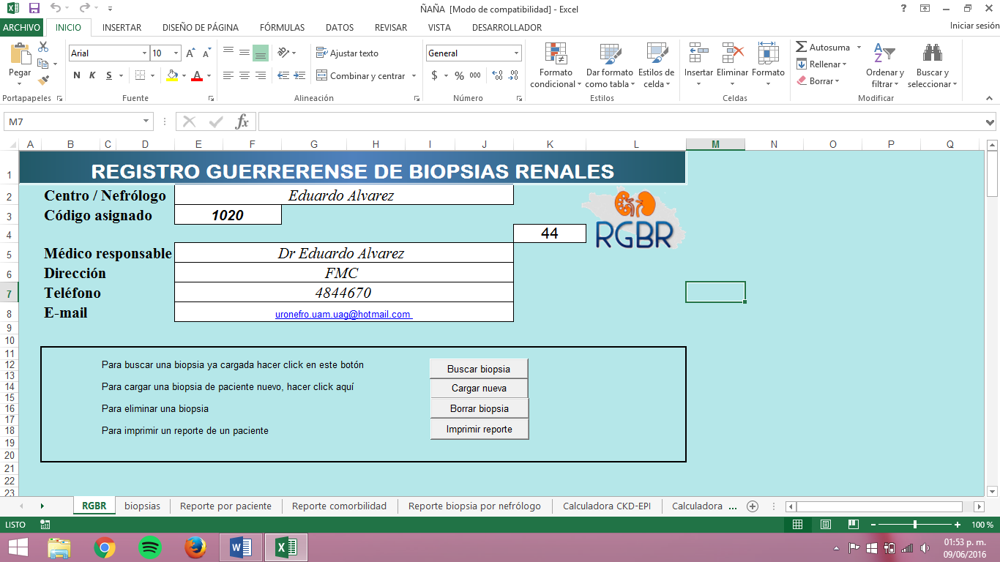 ÑAÑA  [Modo de compatibilidad] - Excel
ARCHIVO INICIO INSERTAR DISEÑO DE PÁGINA FÓRMULAS DATOS REVISAR VISTA DESARROLLADOR Iniciar sesión
Pegar
Arial 10
N K S
Ajustar texto
Combinar y centrar
General
$ % 000
Formato condicional
Dar formato como tabla
Estilos de celda
Insertar Eliminar Formato
Autosuma
Rellenar
Borrar
Ordenar y filtrar
Buscar y seleccionar
Portapapeles Fuente Alineación Número Estilos Celdas Modificar
M7
fx
A B C D E F G H I J K L M N O P Q
1 REGISTRO GUERRERENSE DE BIOPSIAS RENALES
2 Centro / Nefrólogo Eduardo Alvarez
3 Código asignado 1020
4 44
RGBR
5 Médico responsable Dr Eduardo Alvarez
6 Dirección FMC
7 Teléfono 4844670
8 E-mail uronefro.uam.uag@hotmail.com
9
10
11
12 Para buscar una biopsia ya cargada hacer click en este botón Buscar biopsia
13
14 Para cargar una biopsia de paciente nuevo, hacer click aquí Cargar nueva
15
16 Para eliminar una biopsia Borrar biopsia
17
18 Para imprimir un reporte de un paciente Imprimir reporte
19
20
21
22
23
RGBR biopsias Reporte por paciente Reporte comorbilidad Reporte biopsia por nefrólogo Calculadora CKD-EPI Calculadora ...
LISTO 100 %
01:53 p. m.
09/06/2016